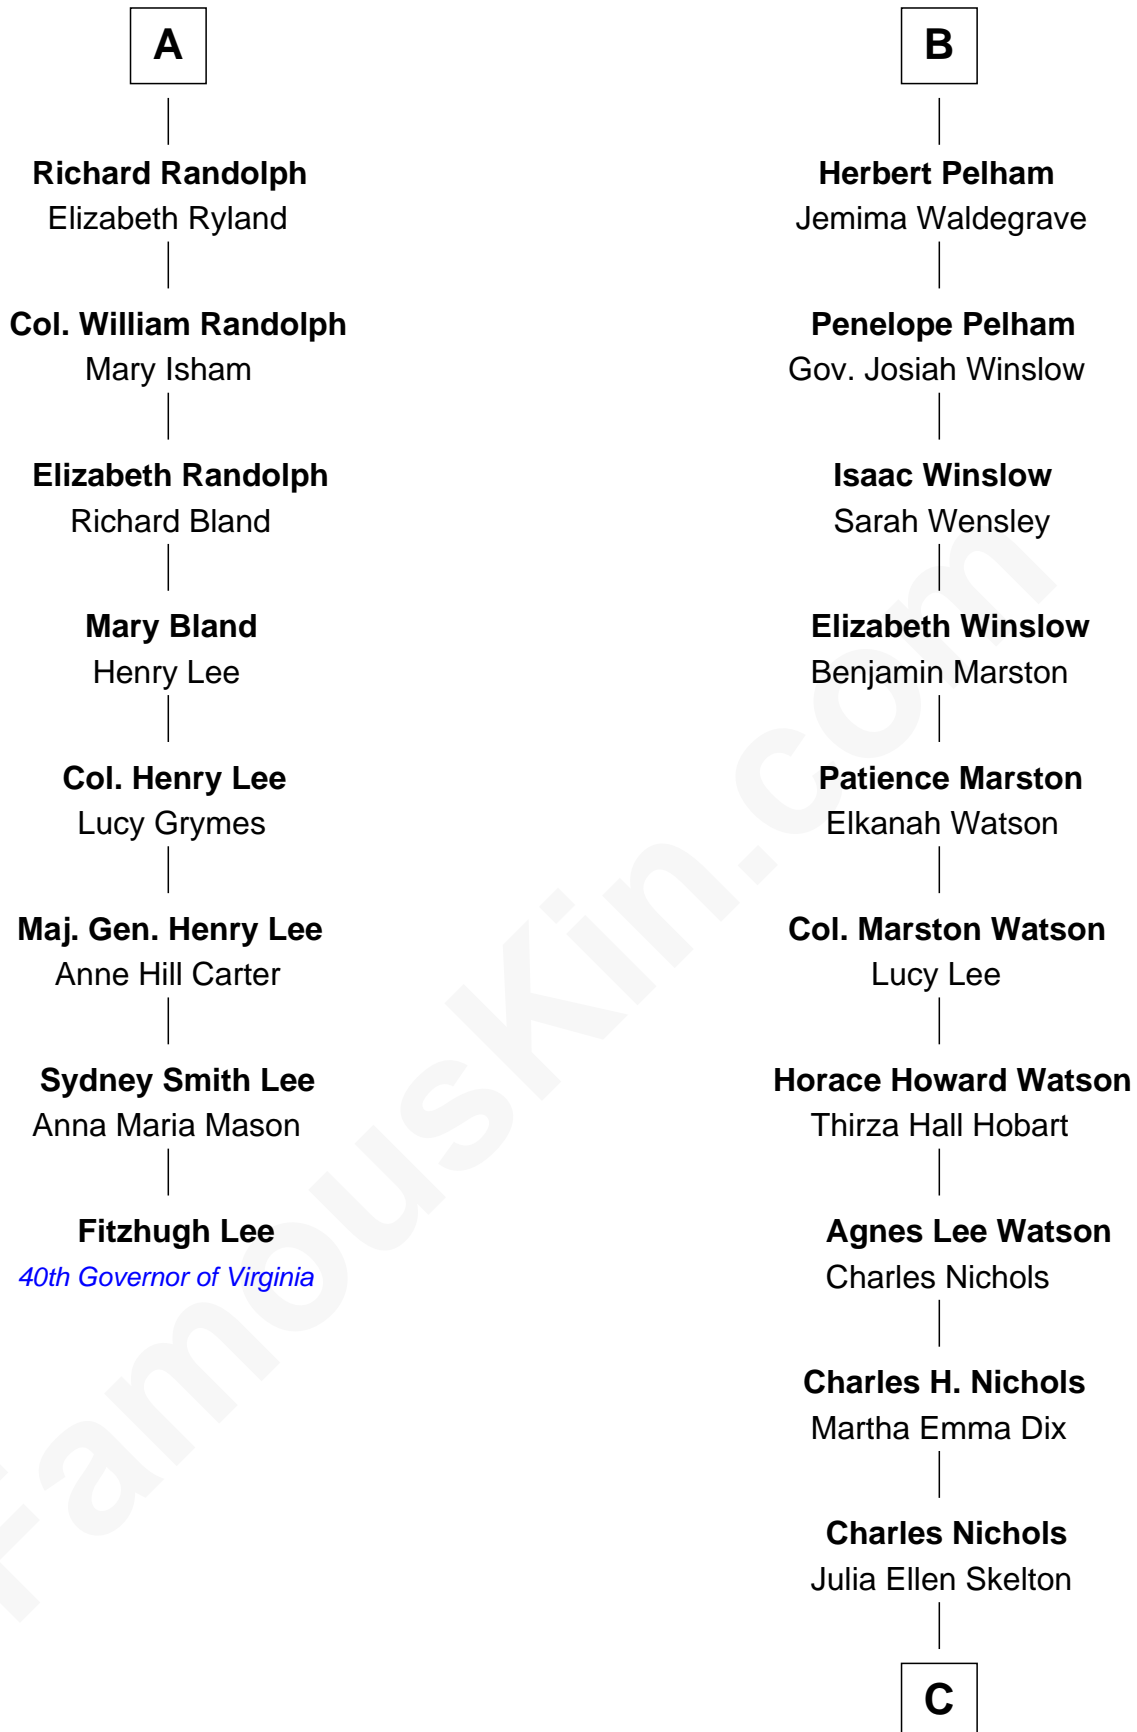 A
Richard Randolph
Elizabeth Ryland
Col. William Randolph
Mary Isham
Elizabeth Randolph
Richard Bland
Mary Bland
Henry Lee
Col. Henry Lee
Lucy Grymes
Maj. Gen. Henry Lee
Anne Hill Carter
Sydney Smith Lee
Anna Maria Mason
Fitzhugh Lee
40th Governor of Virginia
B
Herbert Pelham
Jemima Waldegrave
Penelope Pelham
Gov. Josiah Winslow
Isaac Winslow
Sarah Wensley
Elizabeth Winslow
Benjamin Marston
Patience Marston
Elkanah Watson
Col. Marston Watson
Lucy Lee
Horace Howard Watson
Thirza Hall Hobart
Agnes Lee Watson
Charles Nichols
Charles H. Nichols
Martha Emma Dix
Charles Nichols
Julia Ellen Skelton
C
FamousKin.com